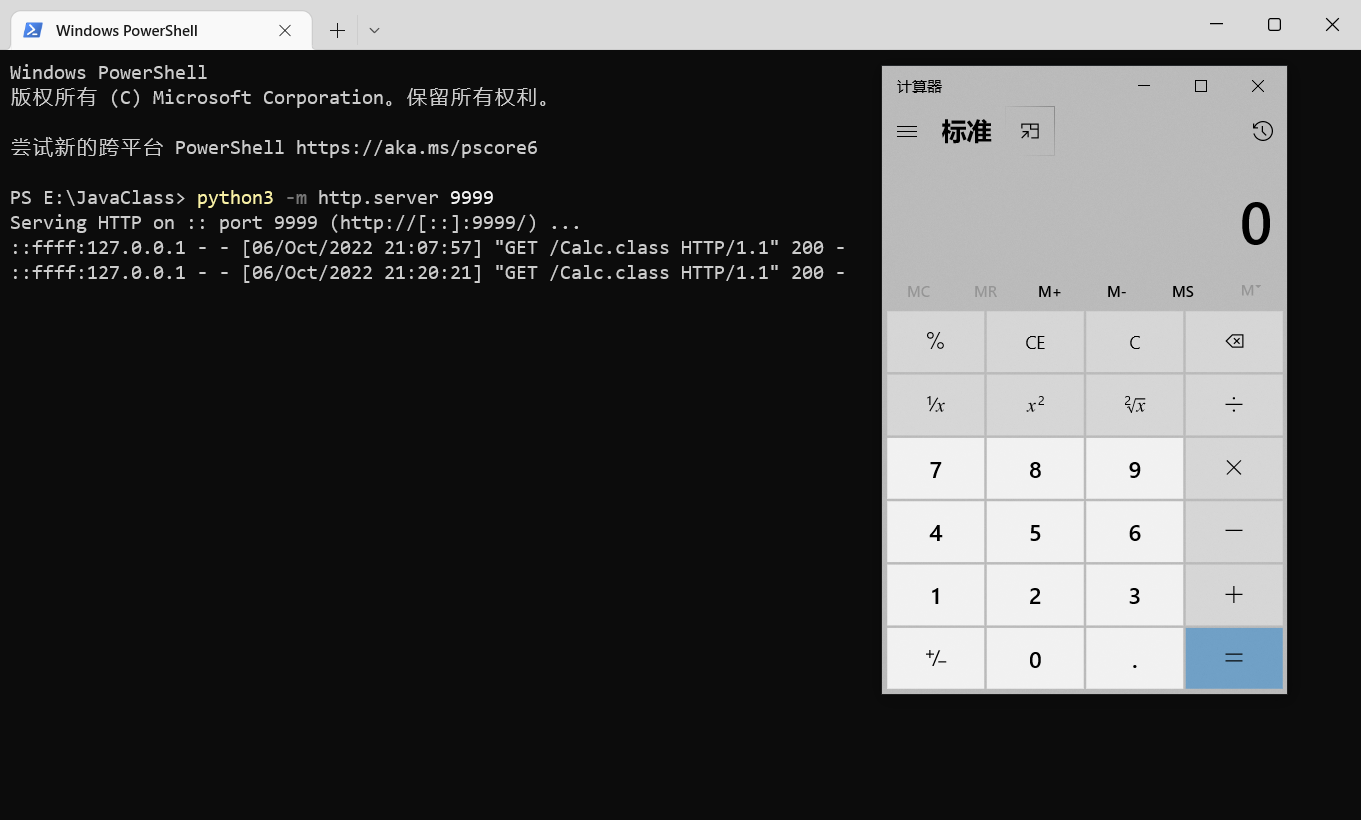 Windows PowerShell
Windows PowerShell
版权所有 (C) Microsoft Corporation。保留所有权利。
尝试新的跨平台 PowerShell https://aka.ms/pscore6
PS E:\JavaClass> python3 -m http.server 9999
Serving HTTP on :: port 9999 (http://[::]:9999/) ...
::ffff:127.0.0.1 - - [06/Oct/2022 21:07:57] "GET /Calc.class HTTP/1.1" 200 -
::ffff:127.0.0.1 - - [06/Oct/2022 21:20:21] "GET /Calc.class HTTP/1.1" 200 -
计算器
标准
0
MC MR M+ M- MS M˅
% CE C
¹/x x² ²√x ÷
7 8 9 ×
4 5 6 −
1 2 3 +
+/− 0 . =